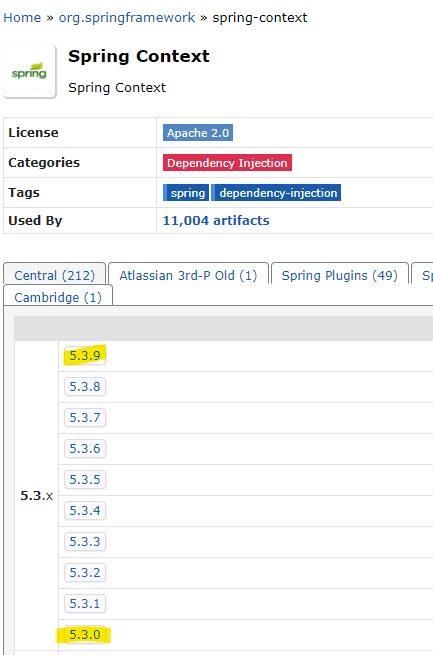 Home » org.springframework » spring-context
Spring Context
spring
Spring Context
License Apache 2.0
Categories Dependency Injection
Tags spring dependency-injection
Used By 11,004 artifacts
Central (212) Atlassian 3rd-P Old (1) Spring Plugins (49) Sp
Cambridge (1)
5.3.9
5.3.8
5.3.7
5.3.6
5.3.5
5.3.x
5.3.4
5.3.3
5.3.2
5.3.1
5.3.0